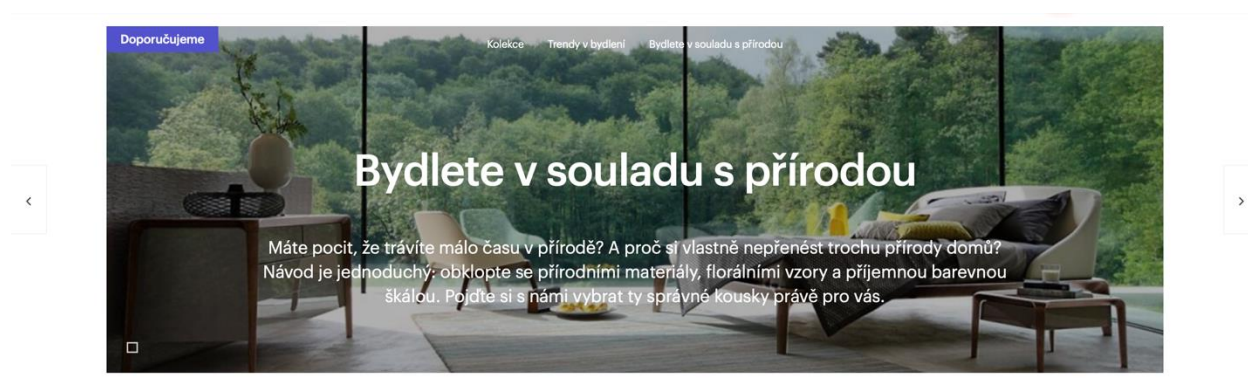 Doporučujeme
Kolekce Trendy v bydlení Bydlete v souladu s přírodou
Bydlete v souladu s přírodou
Máte pocit, že trávíte málo času v přírodě? A proč si vlastně nepřenést trochu přírody domů?
Návod je jednoduchý: obklopte se přírodními materiály, florálními vzory a příjemnou barevnou
škálou. Pojďte si s námi vybrat ty správné kousky právě pro vás.